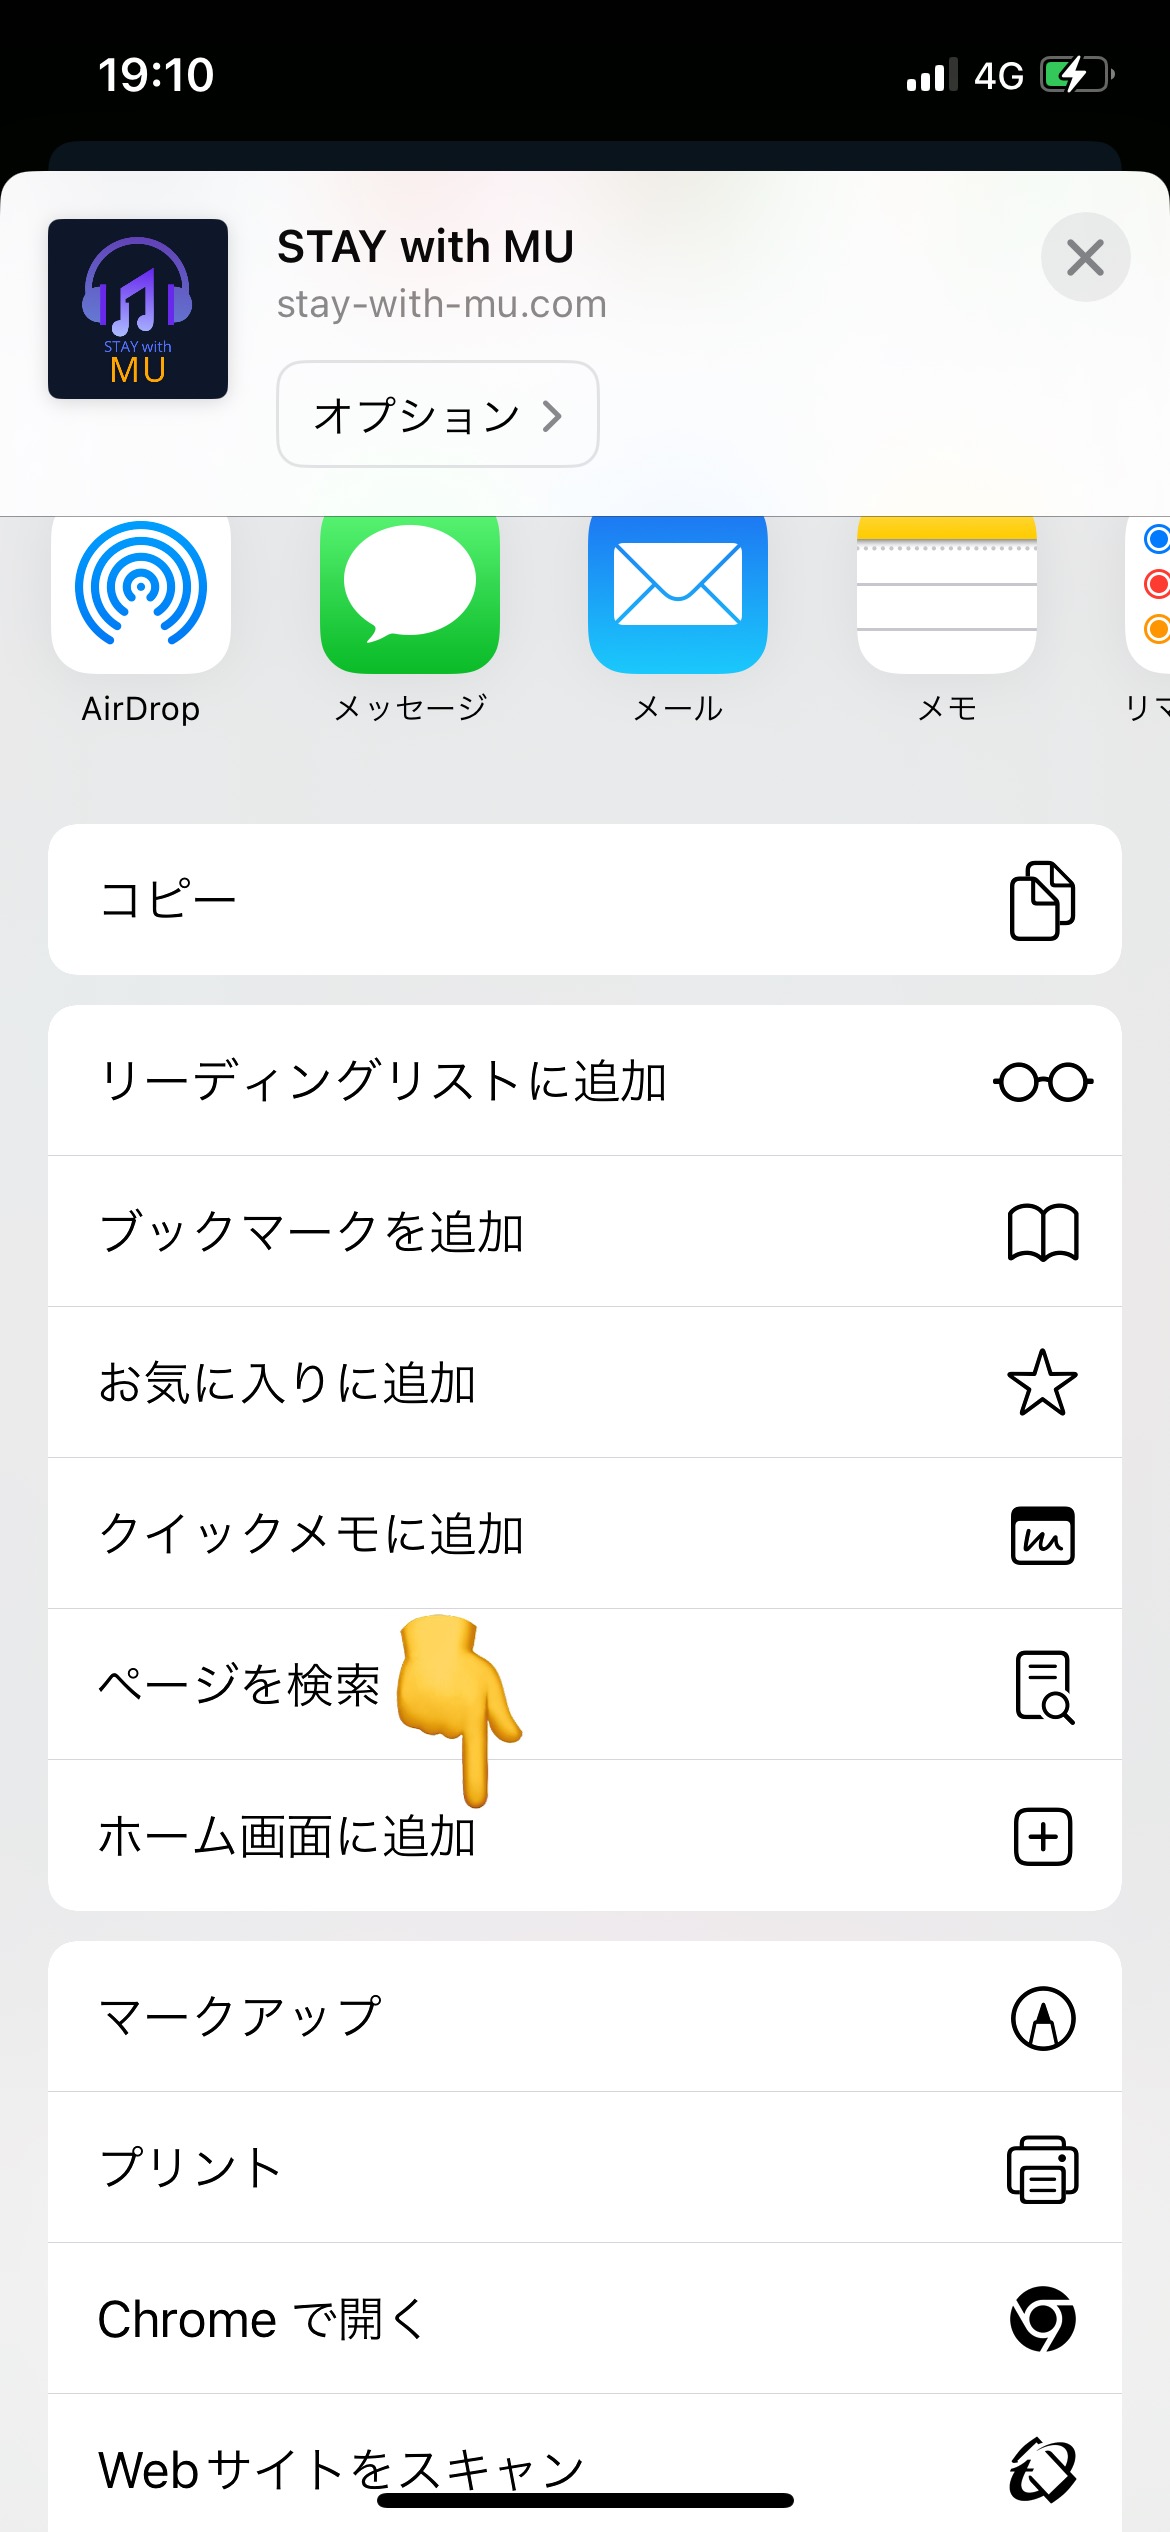 19:10
4G
STAY with MU
stay-with-mu.com
STAY with
MU
オプション
AirDrop
メッセージ
メール
メモ
リマ
コピー
リーディングリストに追加
ブックマークを追加
お気に入りに追加
クイックメモに追加
ページを検索
ホーム画面に追加
マークアップ
プリント
Chrome で開く
Webサイトをスキャン